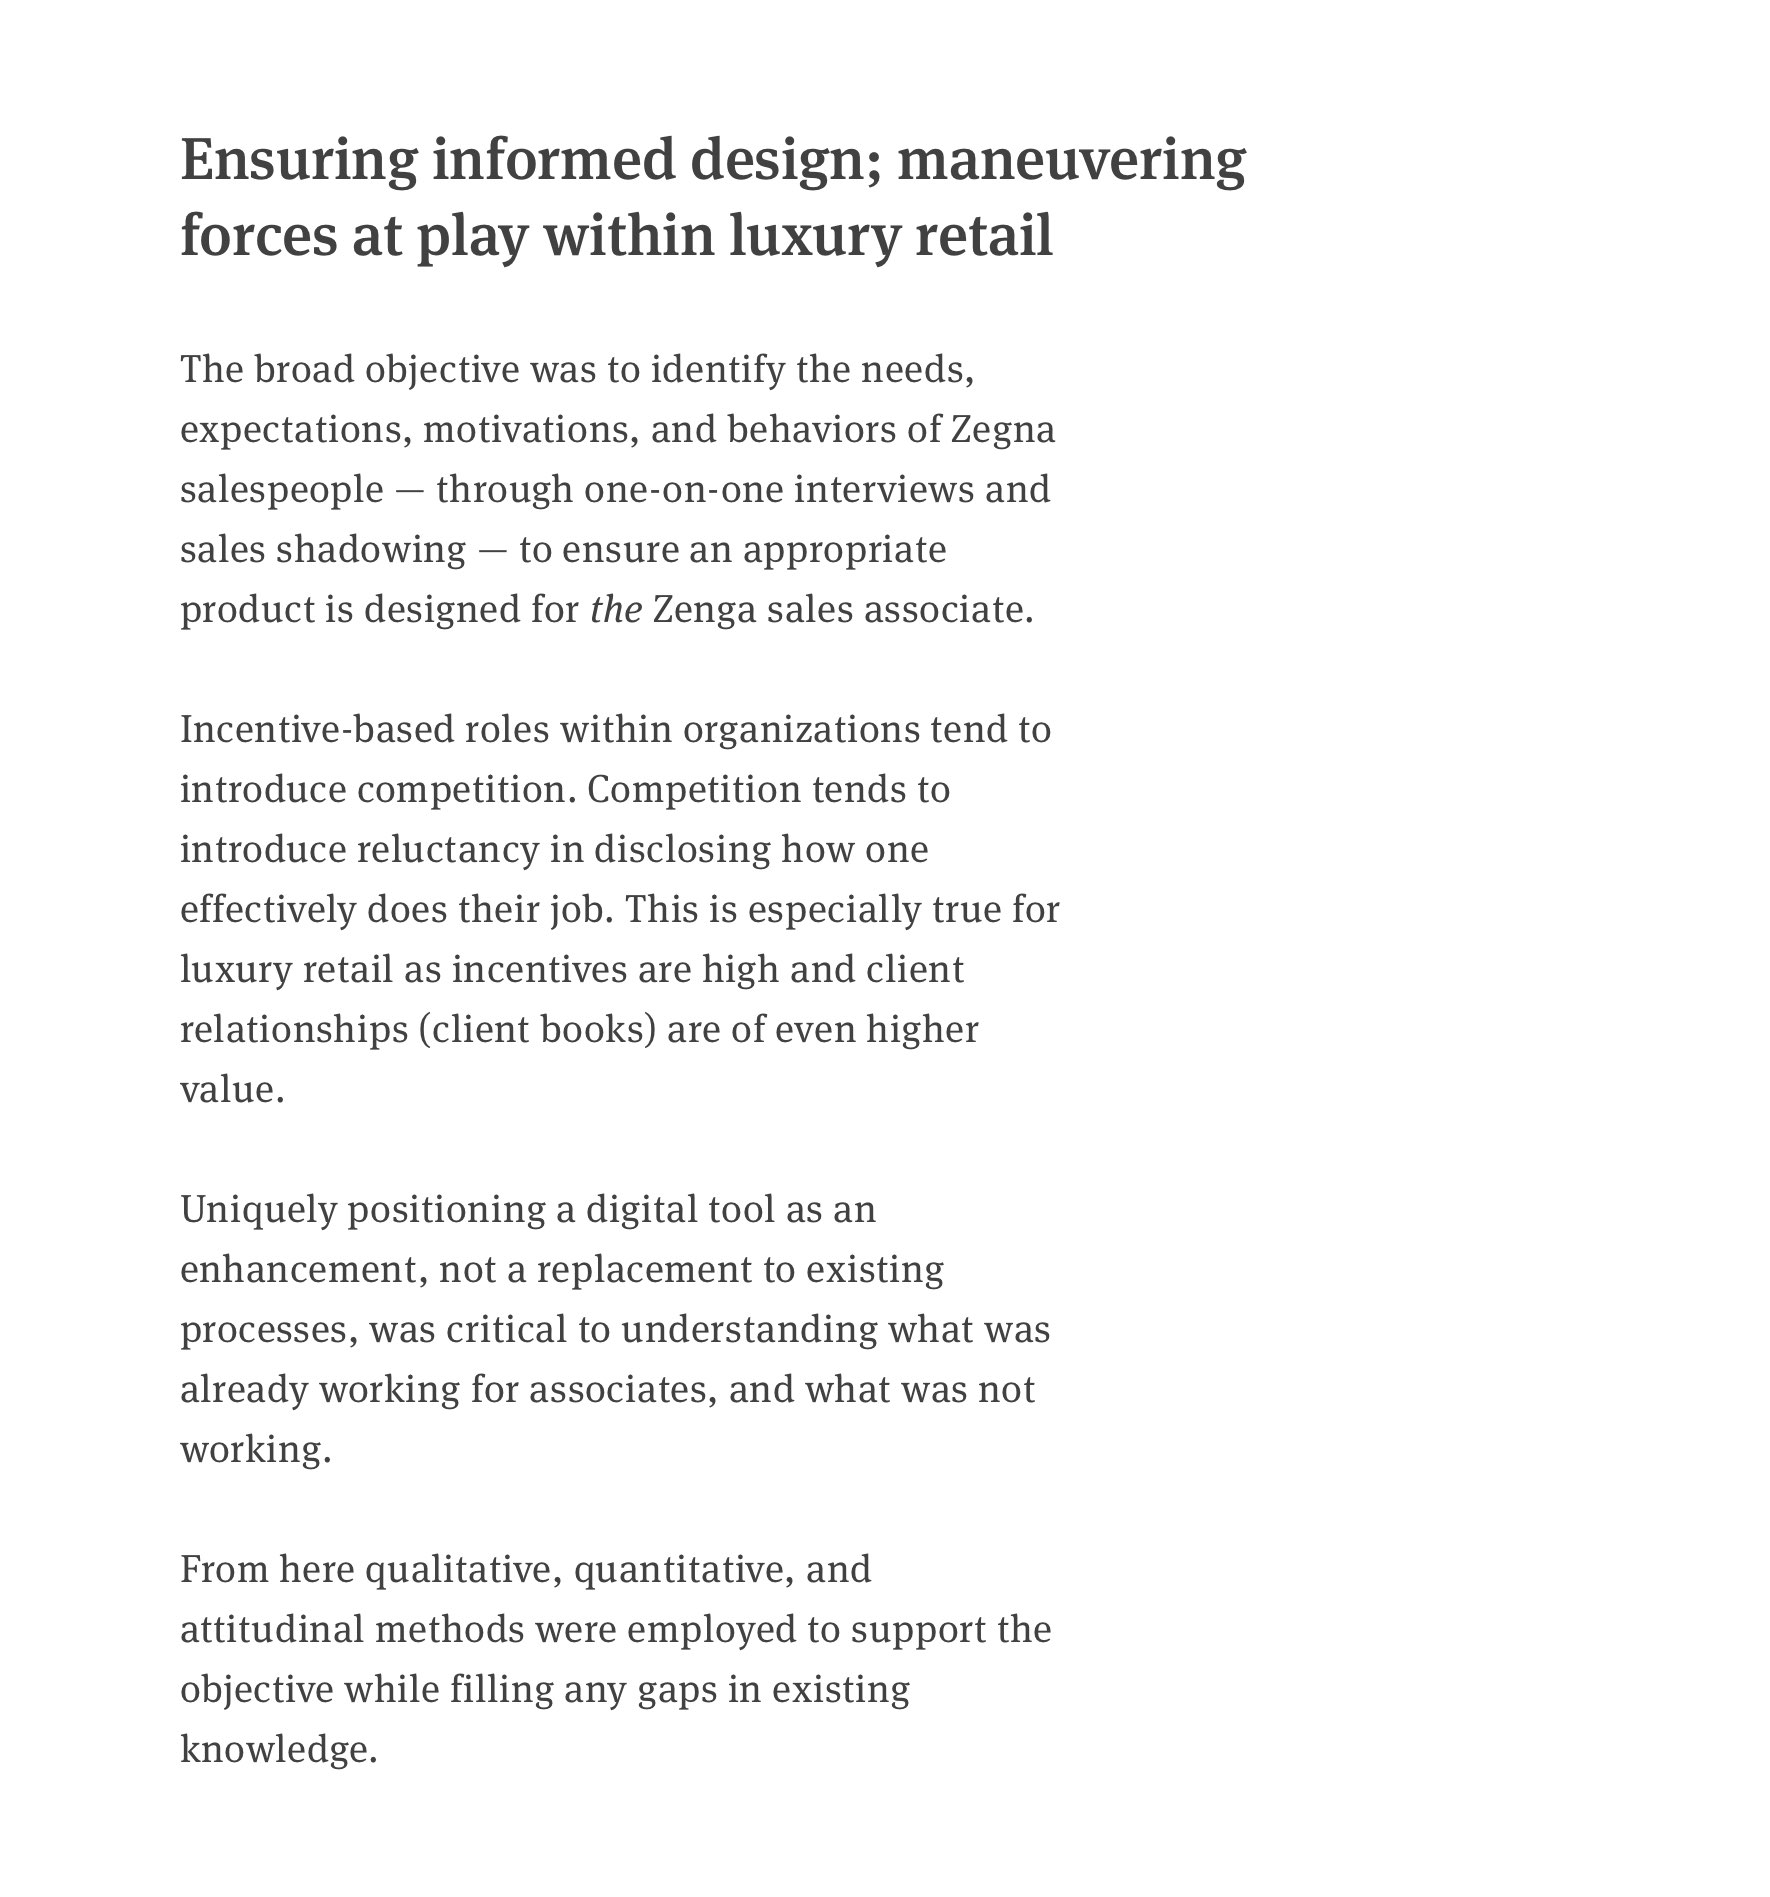 Ensuring informed design; maneuvering
forces at play within luxury retail
The broad objective was to identify the needs,
expectations, motivations, and behaviors of Zegna
salespeople — through one-on-one interviews and
sales shadowing — to ensure an appropriate
product is designed for the Zenga sales associate.
Incentive-based roles within organizations tend to
introduce competition. Competition tends to
introduce reluctancy in disclosing how one
effectively does their job. This is especially true for
luxury retail as incentives are high and client
relationships (client books) are of even higher
value.
Uniquely positioning a digital tool as an
enhancement, not a replacement to existing
processes, was critical to understanding what was
already working for associates, and what was not
working.
From here qualitative, quantitative, and
attitudinal methods were employed to support the
objective while filling any gaps in existing
knowledge.